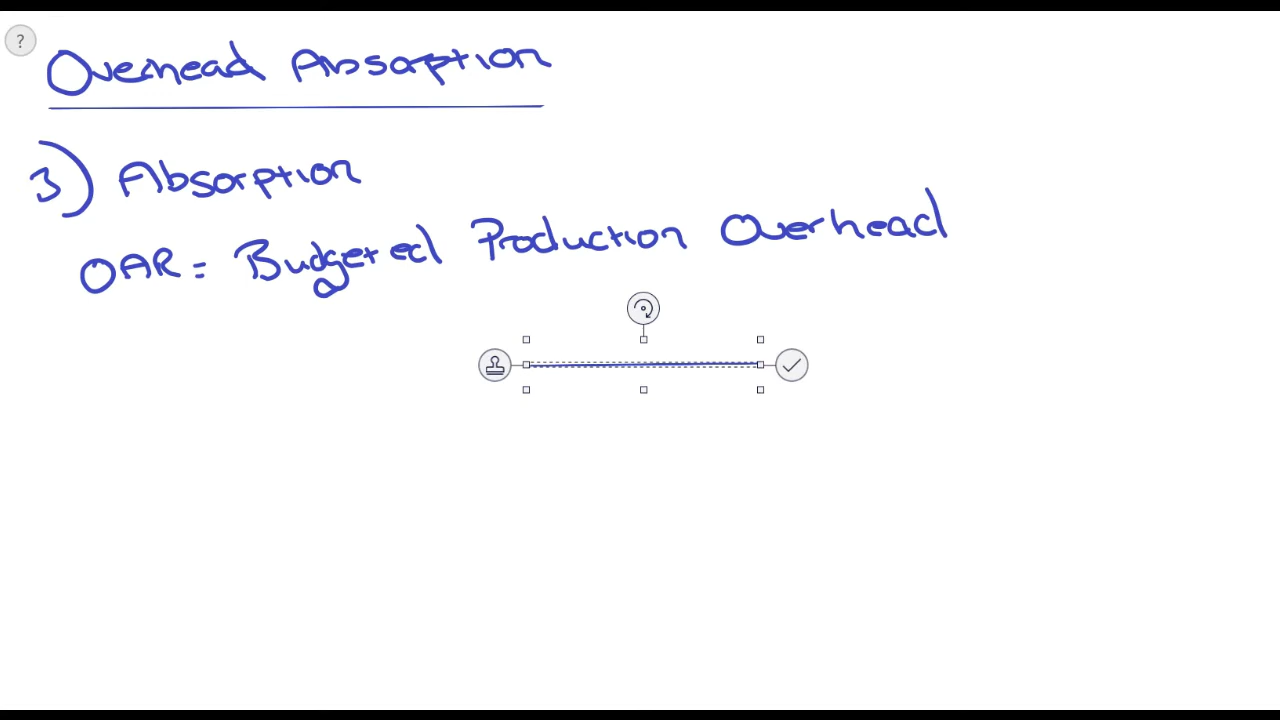 ?
Overhead Absorption
3) Absorption
OAR = Budgeted Production Overhead